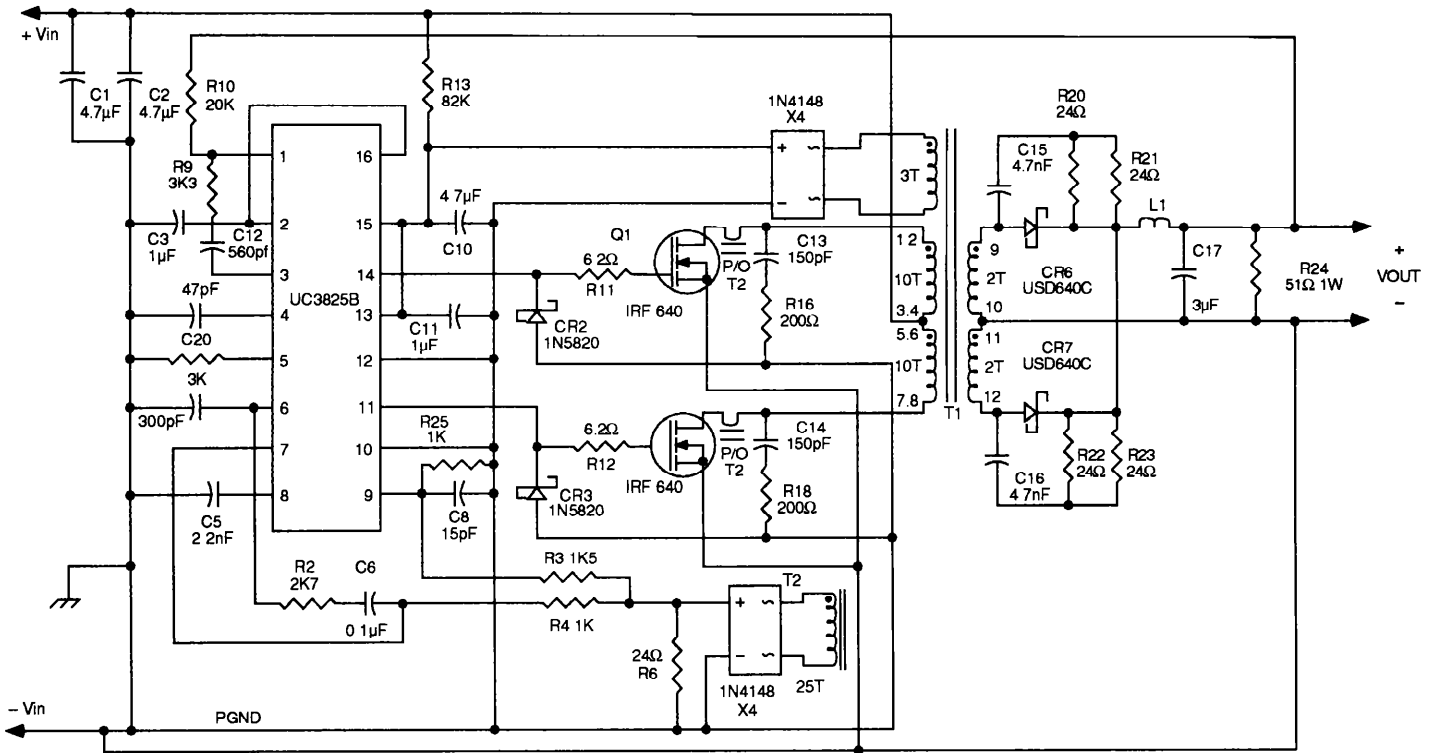 + Vin
C1
4.7µF
C2
4.7µF
R10
20K
R13
82K
1N4148
X4
R20
24Ω
R9
3K3
1
16
+
~
-
~
3T
C15
4.7nF
R21
24Ω
C3
1µF
2
C12
560pf
15
4 7µF
C10
Q1
P/O
T2
C13
150pF
1 2
10T
3.4
9
2T
10
CR6
USD640C
L1
C17
3µF
R24
51Ω 1W
+
VOUT
–
3
14
UC3825B
6 2Ω
R11
IRF 640
R16
200Ω
47pF
C20
4
13
C11
1µF
CR2
1N5820
5
3K
12
5.6
10T
7.8
T1
11
2T
12
CR7
USD640C
300pF
6
11
R25
1K
6.2Ω
R12
IRF 640
P/O
T2
C14
150pF
R18
200Ω
C16
4 7nF
R22
24Ω
R23
24Ω
7
10
8
9
C5
2 2nF
C8
15pF
CR3
1N5820
R2
2K7
C6
0 1µF
R3 1K5
R4 1K
24Ω
R6
+
~
–
~
T2
1N4148
X4
25T
– Vin
PGND